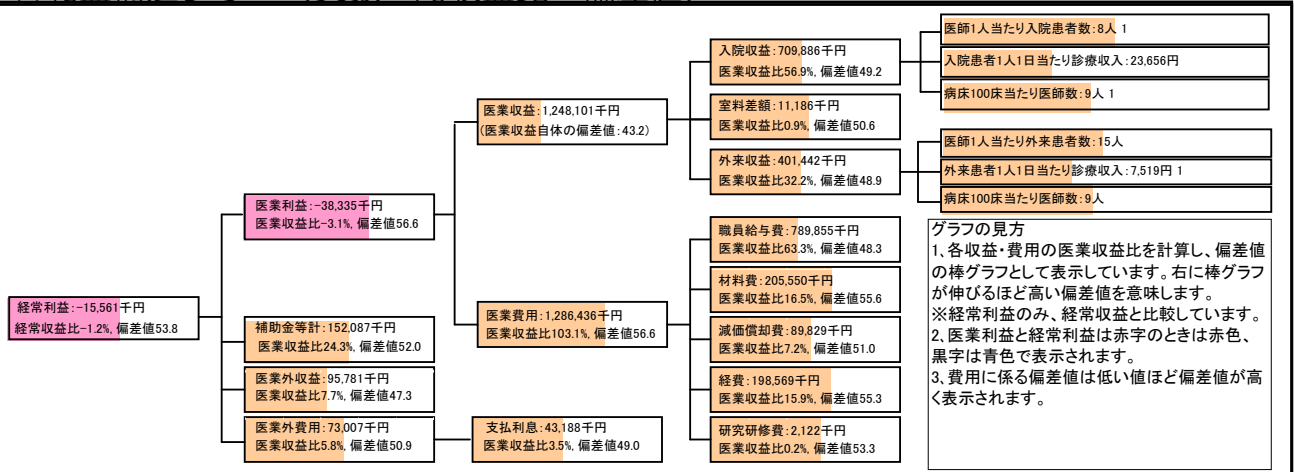 経常利益:-15,561千円
経常収益比-1.2%, 偏差値53.8
医業利益:-38,335千円
医業収益比-3.1%, 偏差値56.6
補助金等計:152,087千円
医業収益比24.3%, 偏差値52.0
医業外収益:95,781千円
医業収益比7.7%, 偏差値47.3
医業外費用:73,007千円
医業収益比5.8%, 偏差値50.9
医業収益:1,248,101千円
(医業収益自体の偏差値:43.2)
医業費用:1,286,436千円
医業収益比103.1%, 偏差値56.6
支払利息:43,188千円
医業収益比3.5%, 偏差値49.0
入院収益:709,886千円
医業収益比56.9%, 偏差値49.2
室料差額:11,186千円
医業収益比0.9%, 偏差値50.6
外来収益:401,442千円
医業収益比32.2%, 偏差値48.9
職員給与費:789,855千円
医業収益比63.3%, 偏差値48.3
材料費:205,550千円
医業収益比16.5%, 偏差値55.6
減価償却費:89,829千円
医業収益比7.2%, 偏差値51.0
経費:198,569千円
医業収益比15.9%, 偏差値55.3
研究研修費:2,122千円
医業収益比0.2%, 偏差値53.3
医師1人当たり入院患者数:8人 1
入院患者1人1日当たり診療収入:23,656円
病床100床当たり医師数:9人 1
医師1人当たり外来患者数:15人
外来患者1人1日当たり診療収入:7,519円 1
病床100床当たり医師数:9人
グラフの見方
1、各収益・費用の医業収益比を計算し、偏差値
の棒グラフとして表示しています。右に棒グラフ
が伸びるほど高い偏差値を意味します。
※経常利益のみ、経常収益と比較しています。
2、医業利益と経常利益は赤字のときは赤色、
黒字は青色で表示されます。
3、費用に係る偏差値は低い値ほど偏差値が高
く表示されます。